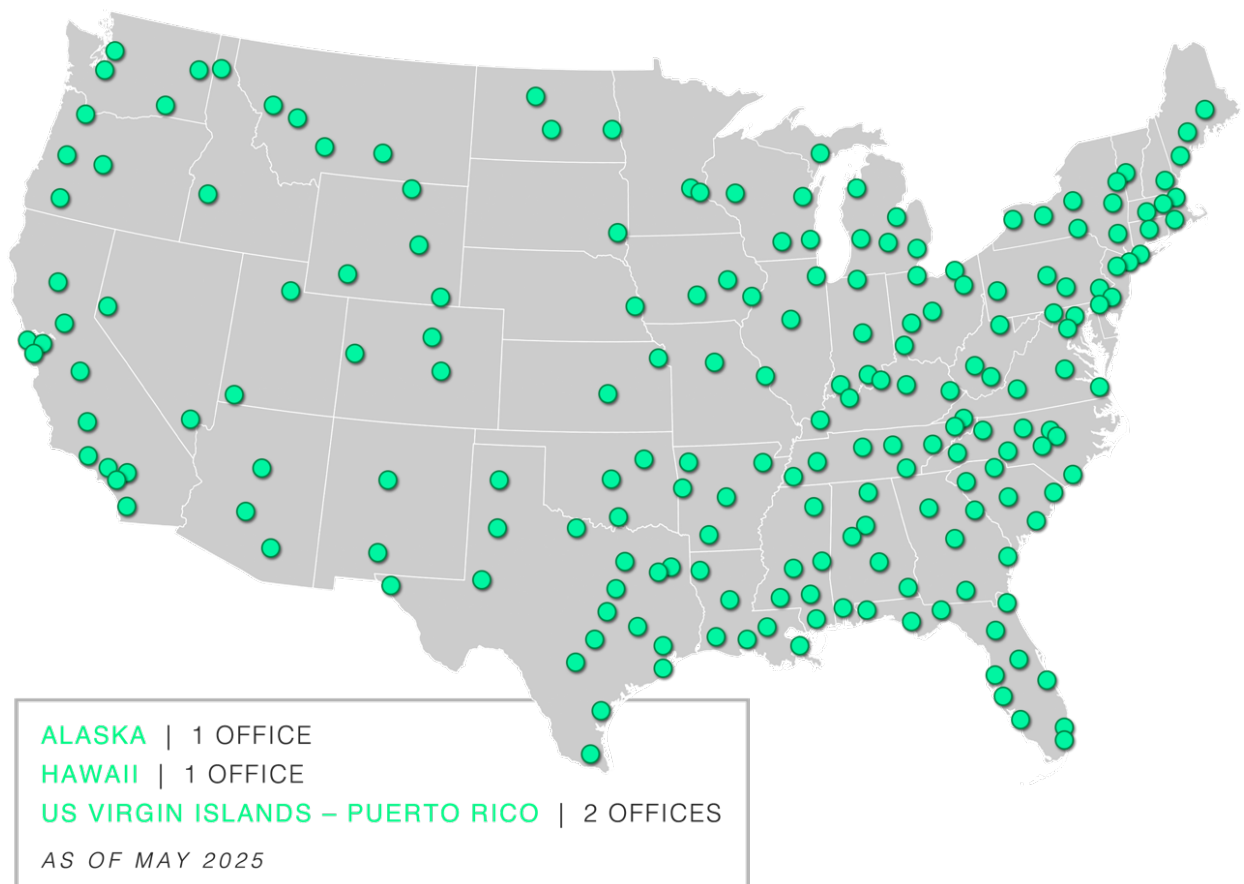 ALASKA | 1 OFFICE
HAWAII | 1 OFFICE
US VIRGIN ISLANDS – PUERTO RICO | 2 OFFICES
AS OF MAY 2025